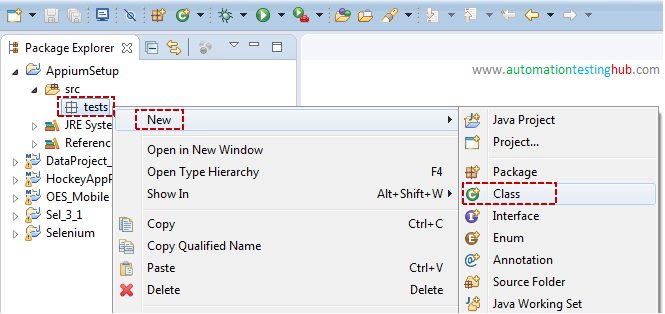 Package Explorer
www.automationtestinghub.com
AppiumSetup
src
tests
JRE Syste
Reference
DataProject_
HockeyAppP
OES_Mobile
Sel_3_1
Selenium
New
Open in New Window
Open Type Hierarchy F4
Show In Alt+Shift+W
Copy Ctrl+C
Copy Qualified Name
Paste Ctrl+V
Delete Delete
Java Project
Project...
Package
Class
Interface
Enum
Annotation
Source Folder
Java Working Set